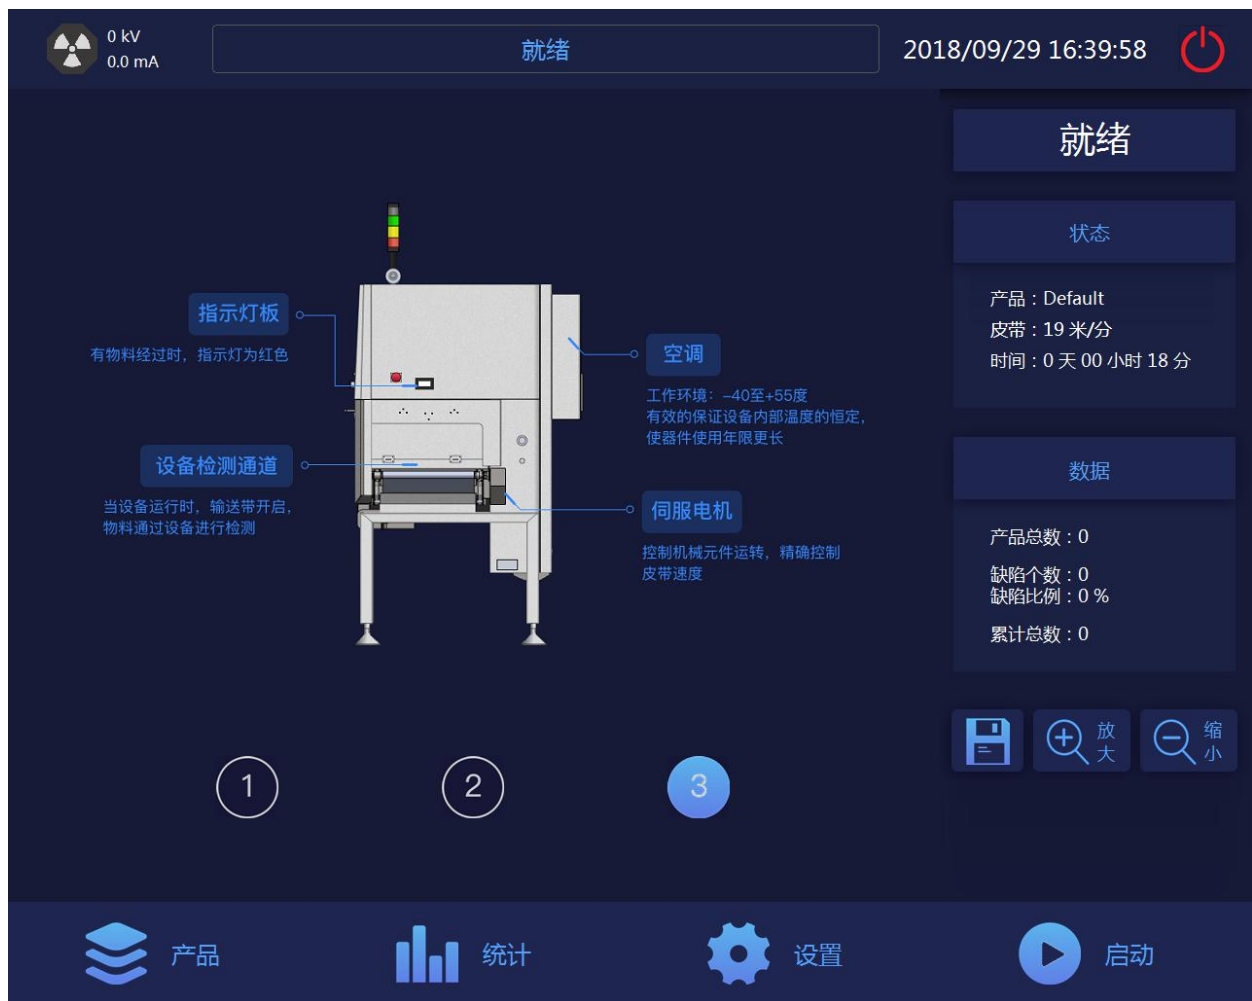 0 kV
0.0 mA
就绪
2018/09/29 16:39:58
就绪
状态
产品：Default
皮带：19 米/分
时间：0 天 00 小时 18 分
指示灯板
有物料经过时，指示灯为红色
空调
工作环境：-40至+55度
有效的保证设备内部温度的恒定，
使器件使用年限更长
设备检测通道
当设备运行时，输送带开启，
物料通过设备进行检测
伺服电机
控制机械元件运转，精确控制
皮带速度
数据
产品总数：0
缺陷个数：0
缺陷比例：0 %
累计总数：0
放大
缩小
1
2
3
产品
统计
设置
启动